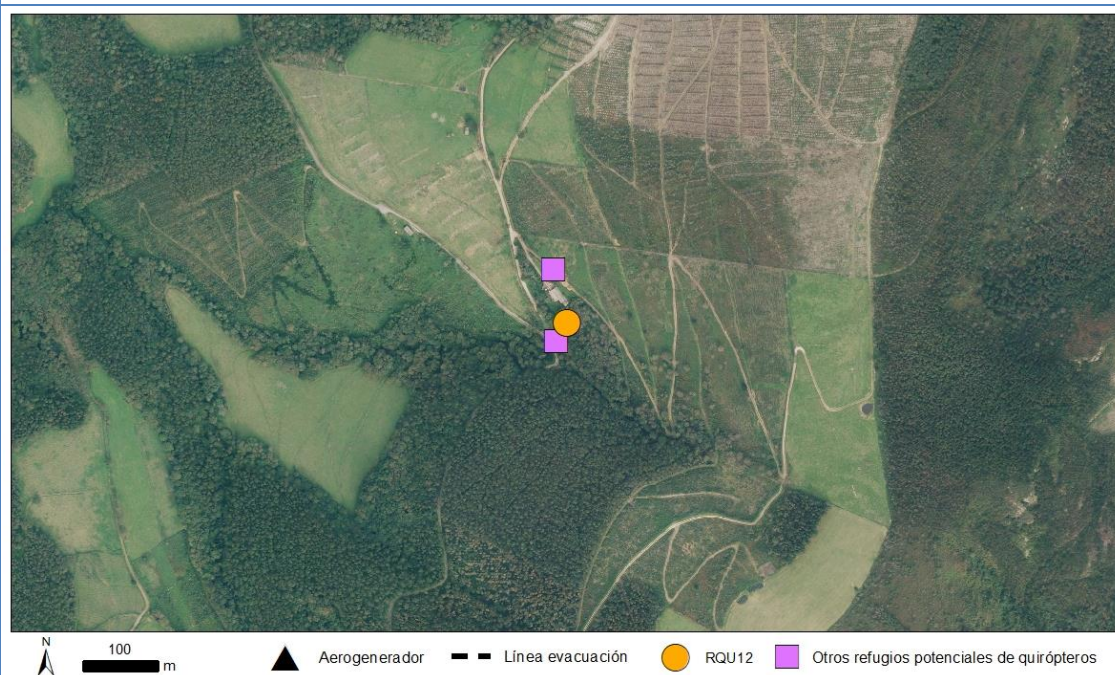 N
100
m
Aerogenerador
Línea evacuación
RQU12
Otros refugios potenciales de quirópteros